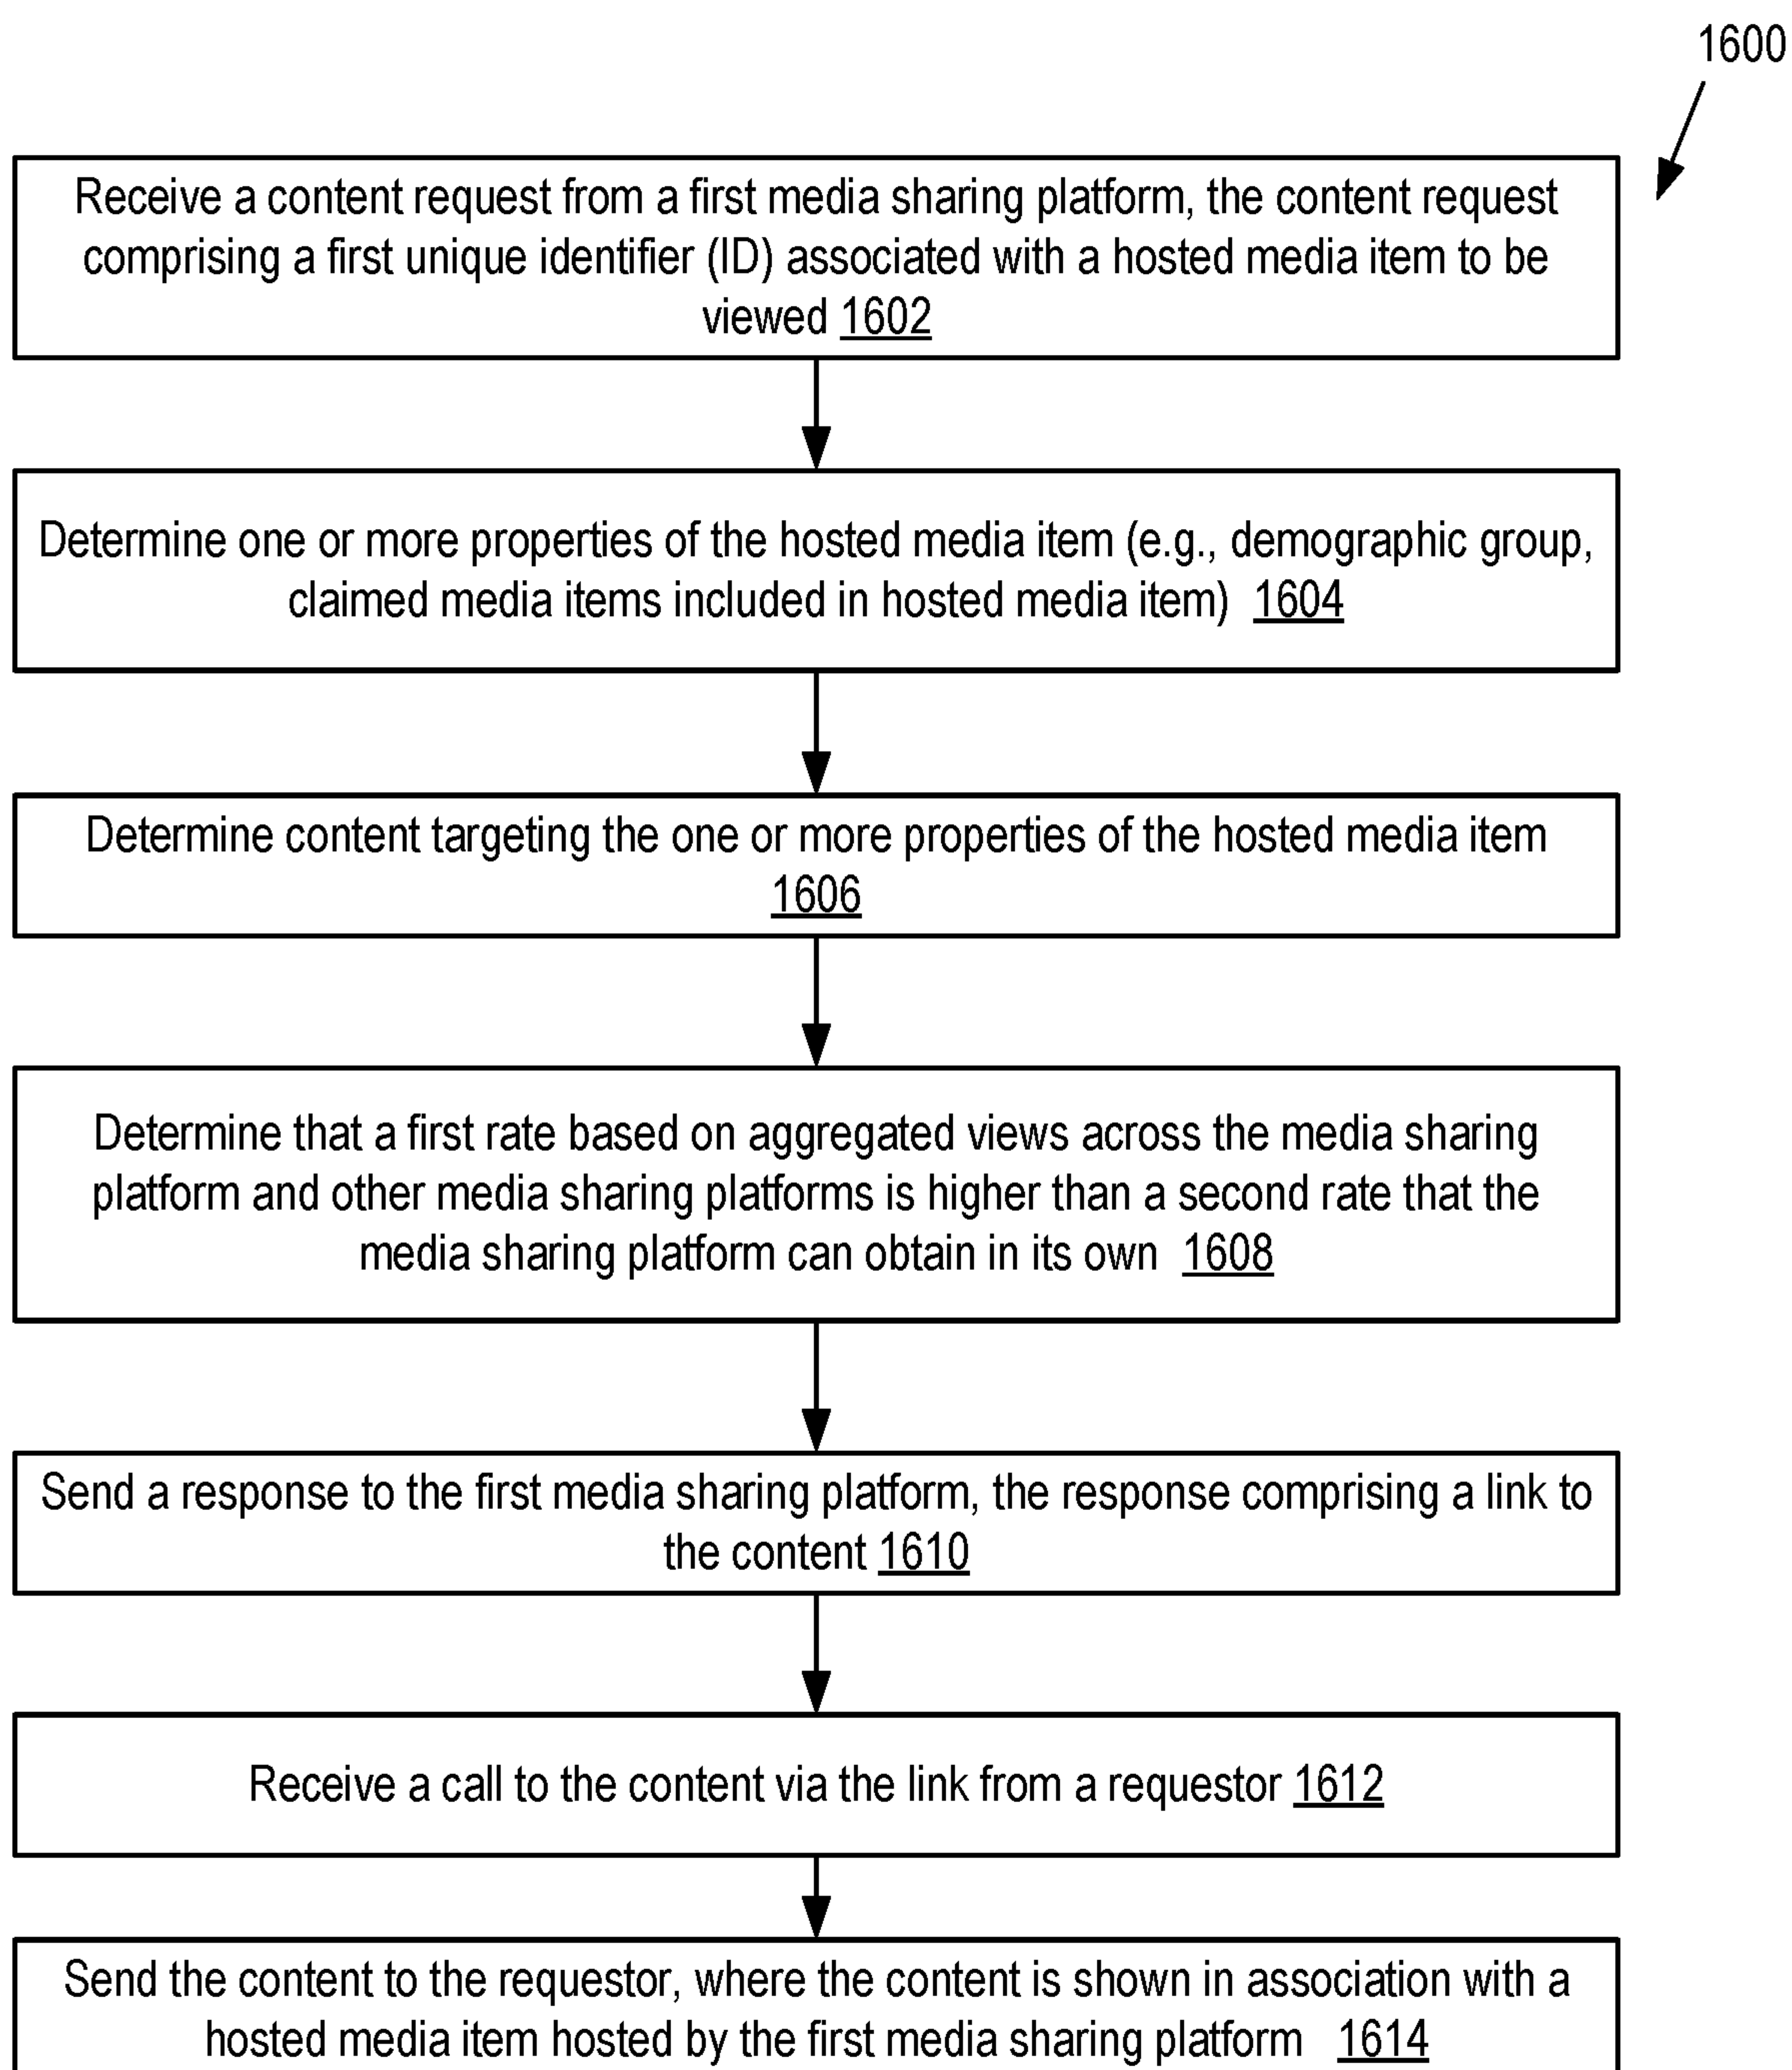 1600
Receive a content request from a first media sharing platform, the content request
comprising a first unique identifier (ID) associated with a hosted media item to be
viewed 1602
Determine one or more properties of the hosted media item (e.g., demographic group,
claimed media items included in hosted media item) 1604
Determine content targeting the one or more properties of the hosted media item
1606
Determine that a first rate based on aggregated views across the media sharing
platform and other media sharing platforms is higher than a second rate that the
media sharing platform can obtain in its own 1608
Send a response to the first media sharing platform, the response comprising a link to
the content 1610
Receive a call to the content via the link from a requestor 1612
Send the content to the requestor, where the content is shown in association with a
hosted media item hosted by the first media sharing platform 1614